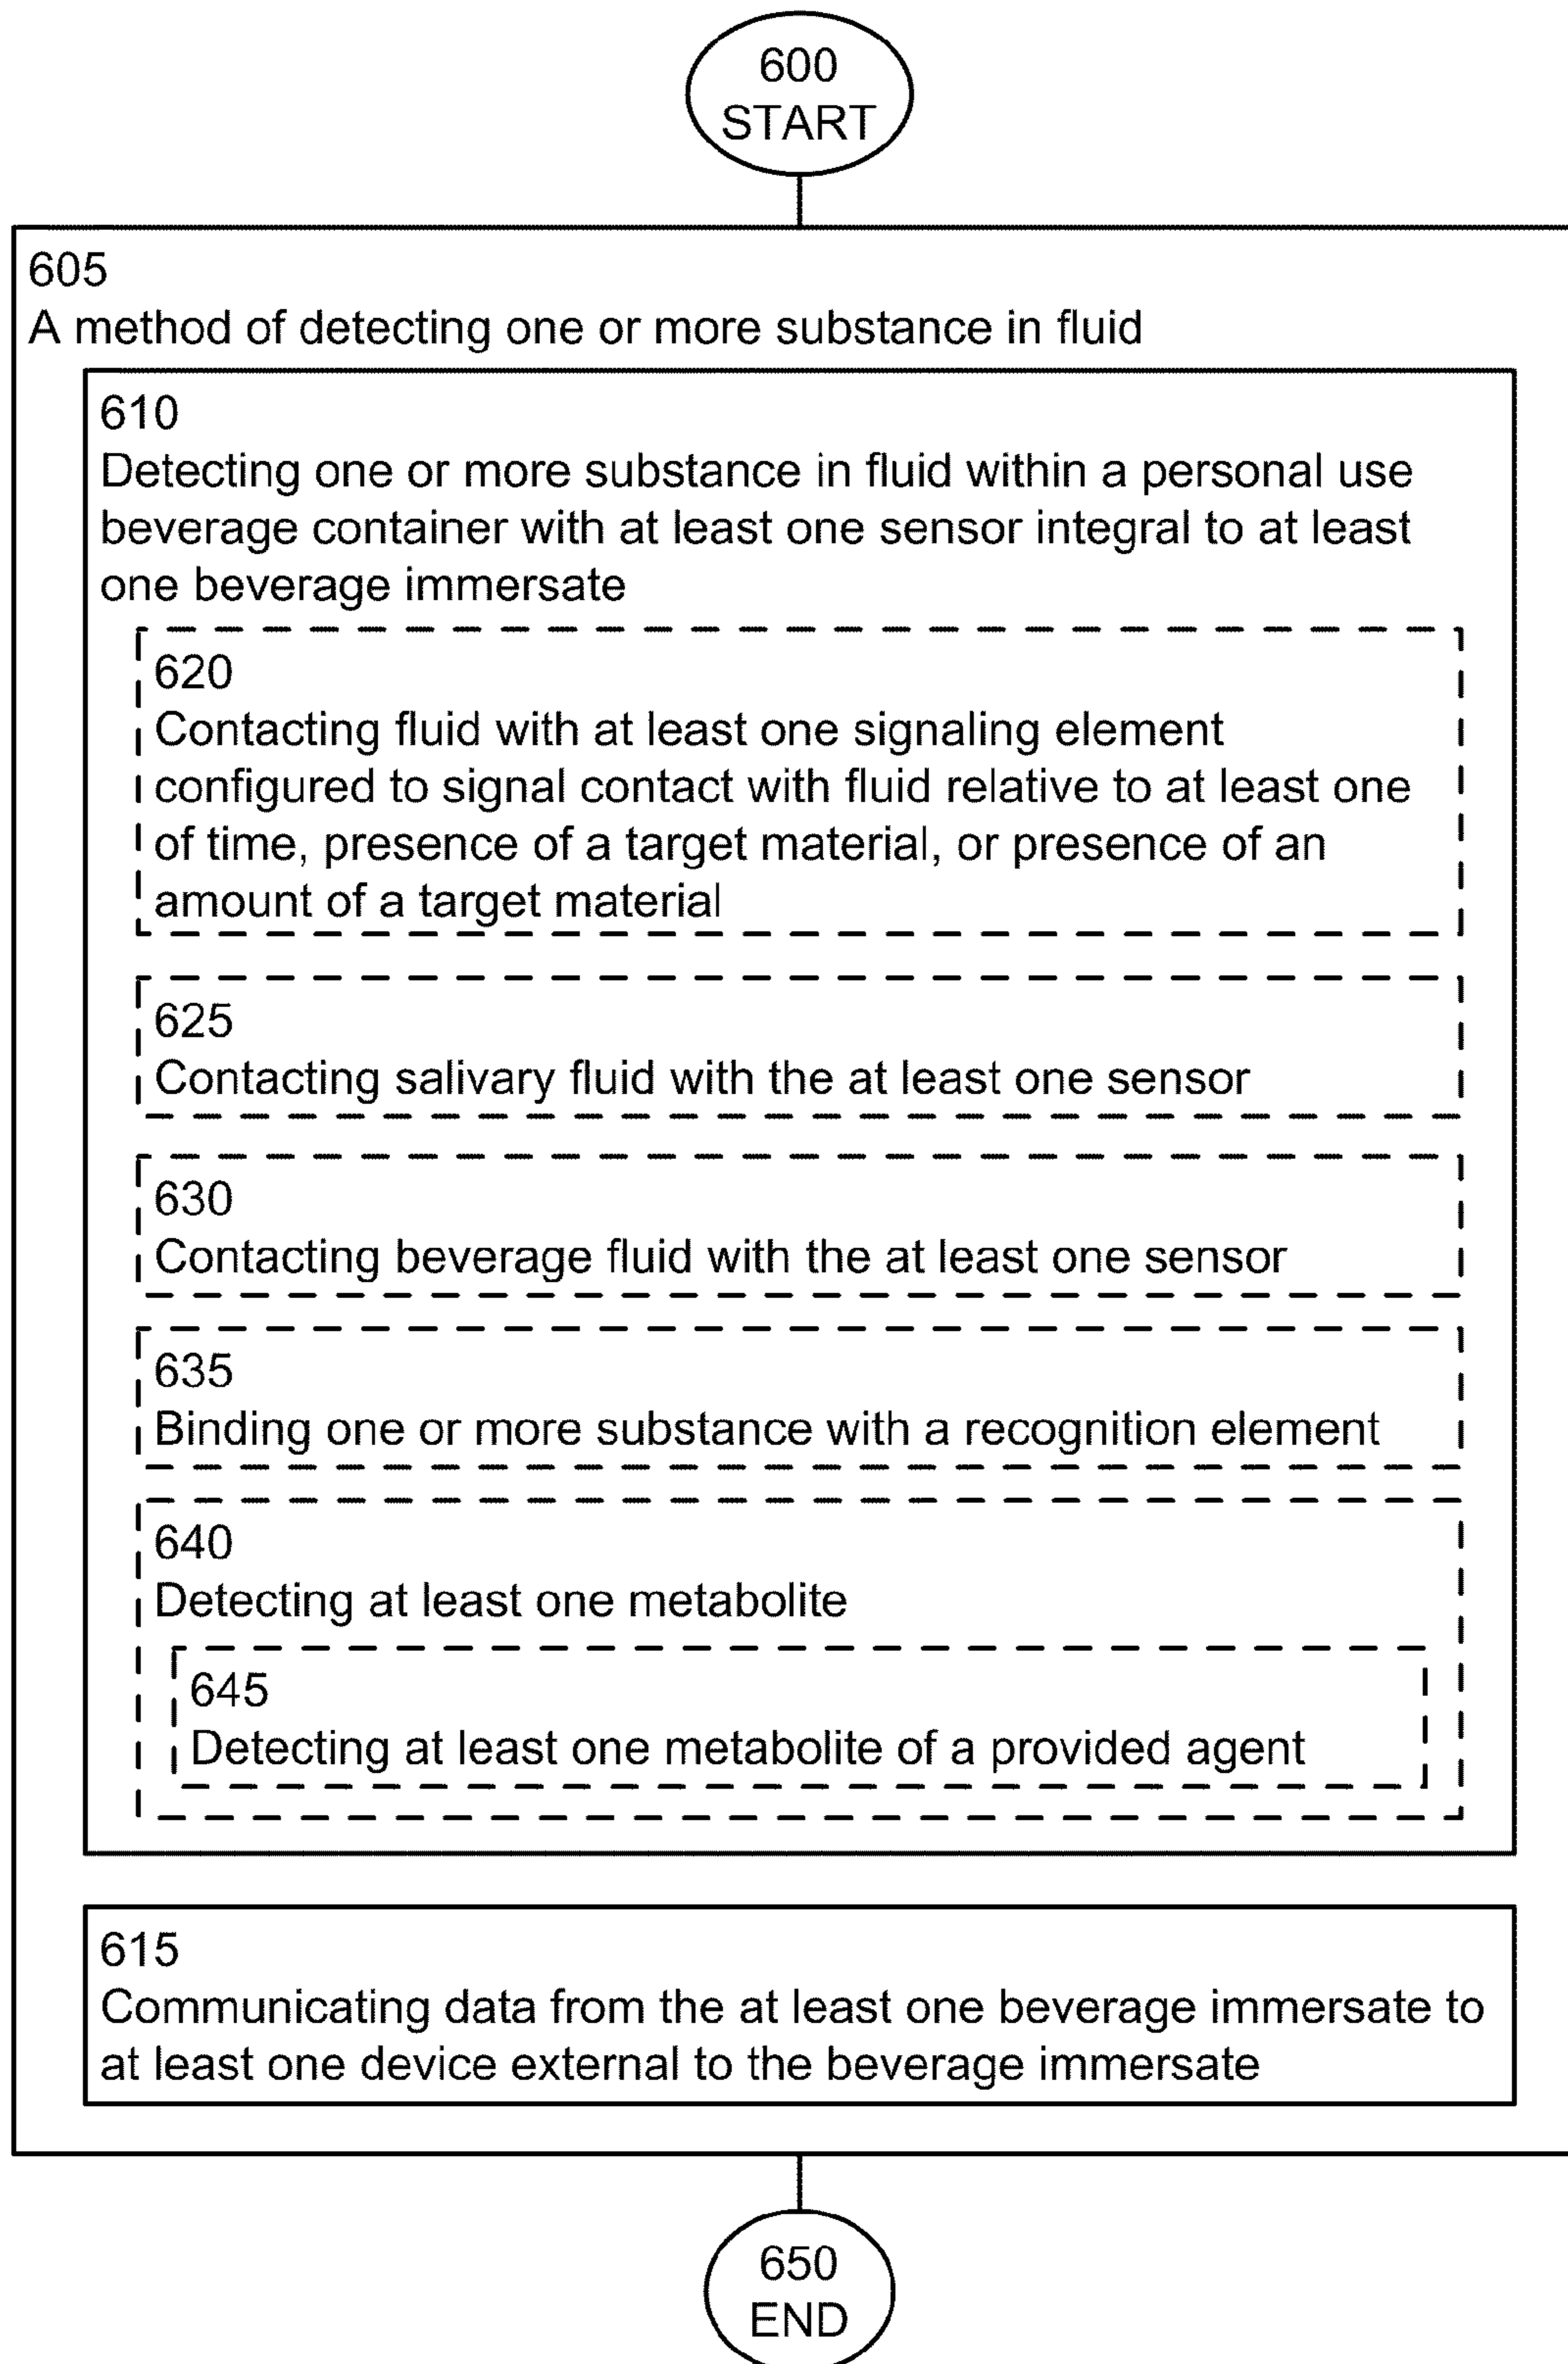 600
START
605
A method of detecting one or more substance in fluid
610
Detecting one or more substance in fluid within a personal use
beverage container with at least one sensor integral to at least
one beverage immersate
620
Contacting fluid with at least one signaling element
configured to signal contact with fluid relative to at least one
of time, presence of a target material, or presence of an
amount of a target material
625
Contacting salivary fluid with the at least one sensor
630
Contacting beverage fluid with the at least one sensor
635
Binding one or more substance with a recognition element
640
Detecting at least one metabolite
645
Detecting at least one metabolite of a provided agent
615
Communicating data from the at least one beverage immersate to
at least one device external to the beverage immersate
650
END